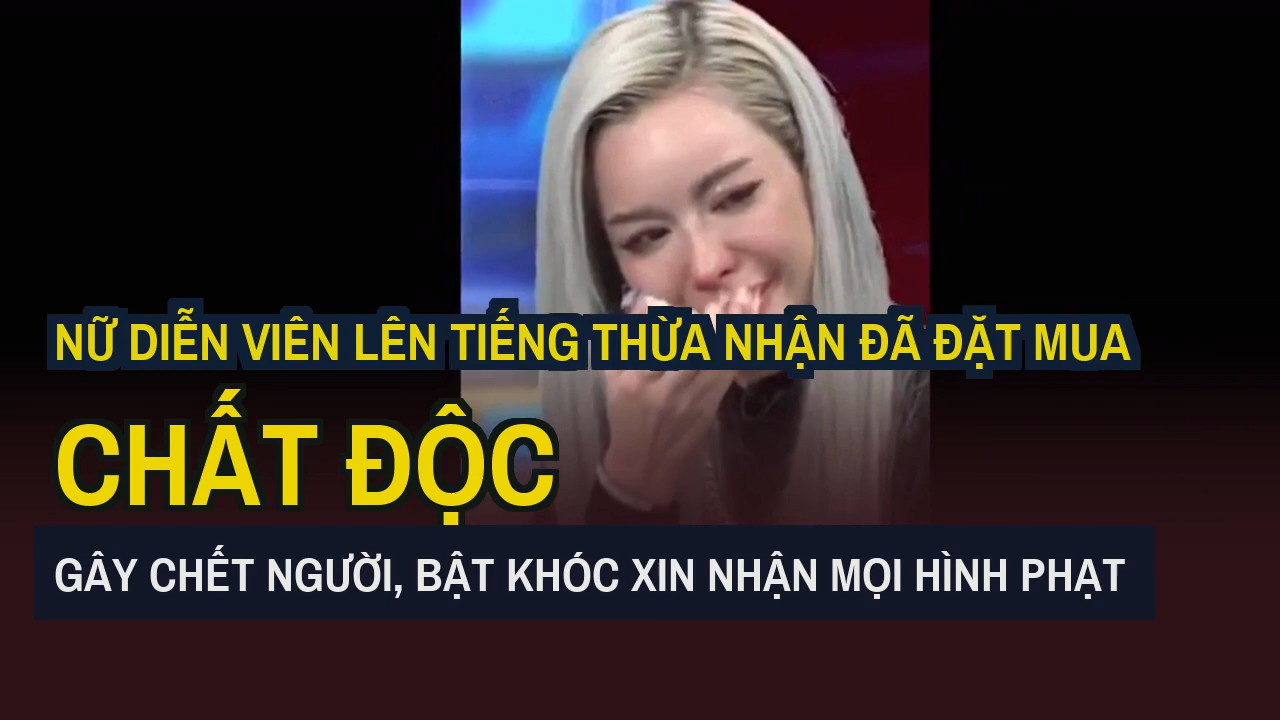 NỮ DIỄN VIÊN LÊN TIẾNG THỪA NHẬN ĐÃ ĐẶT MUA
CHẤT ĐỘC
GÂY CHẾT NGƯỜI, BẬT KHÓC XIN NHẬN MỌI HÌNH PHẠT